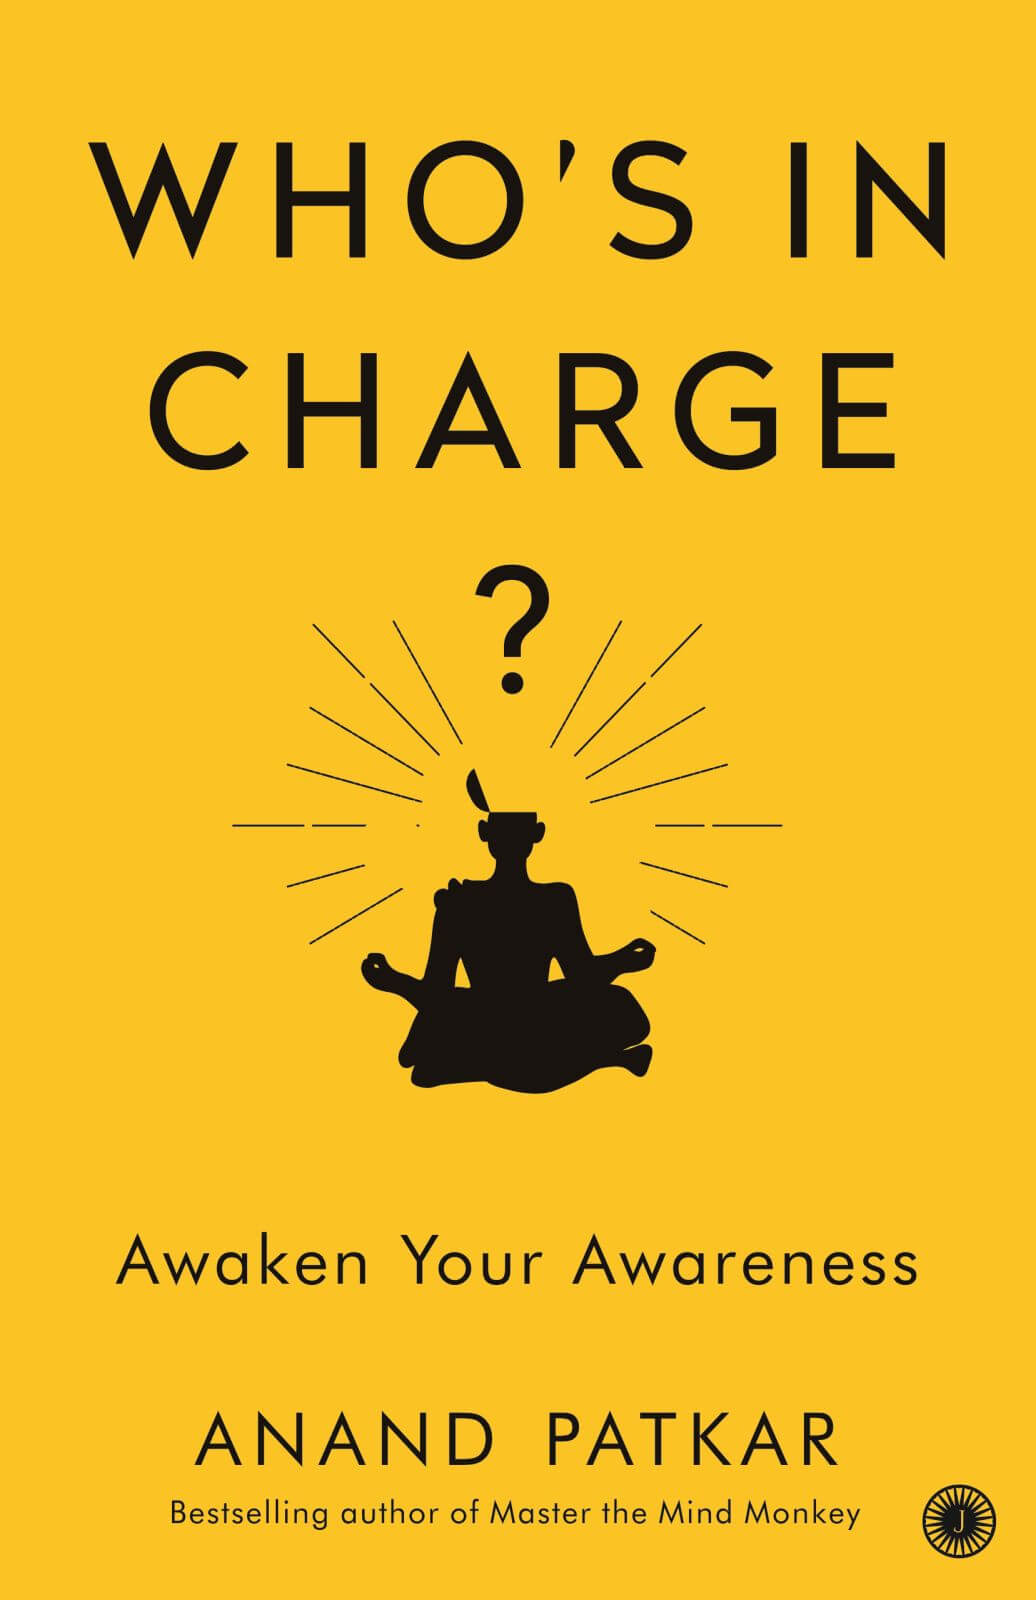 WHO'S IN
CHARGE
?
Awaken Your Awareness
ANAND PATKAR
Bestselling author of Master the Mind Monkey
J